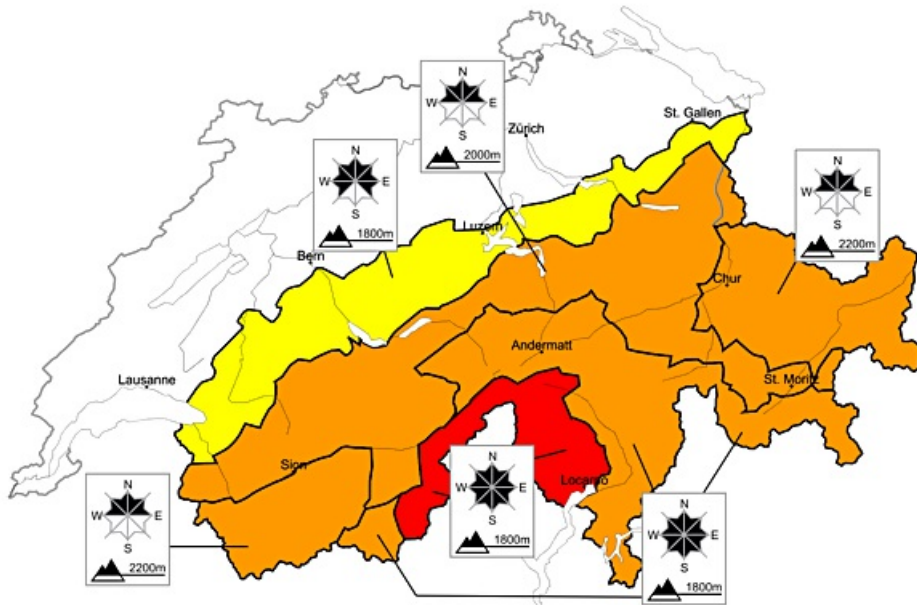 N
W E
S
2000m
Zürich
St. Gallen
N
W E
S
1800m
Luzern
Bern
N
W E
S
2200m
Chur
Andermatt
Lausanne
St. Moritz
Sion
Locarno
N
W E
S
2200m
N
W E
S
1800m
N
W E
S
1800m